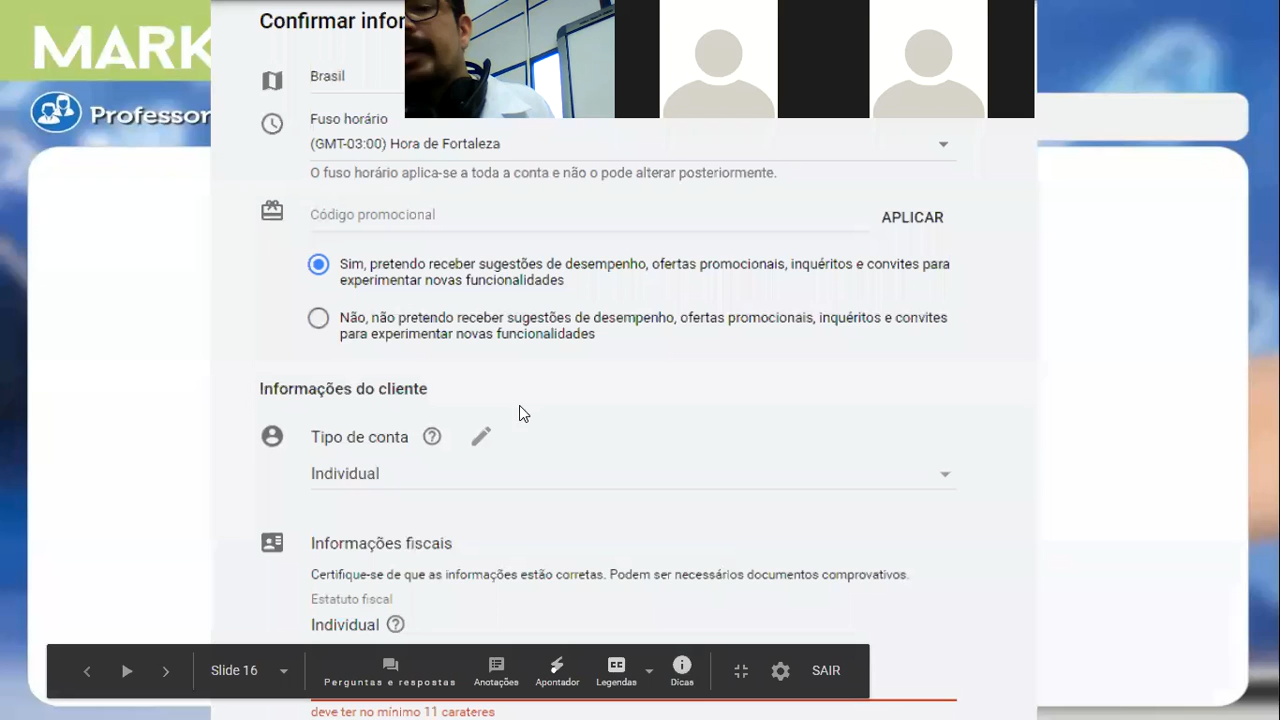 MARK
Professor
Confirmar infor
Brasil
Fuso horário
(GMT-03:00) Hora de Fortaleza
O fuso horário aplica-se a toda a conta e não o pode alterar posteriormente.
Código promocional
APLICAR
Sim, pretendo receber sugestões de desempenho, ofertas promocionais, inquéritos e convites para
experimentar novas funcionalidades
Não, não pretendo receber sugestões de desempenho, ofertas promocionais, inquéritos e convites
para experimentar novas funcionalidades
Informações do cliente
Tipo de conta
Individual
Informações fiscais
Certifique-se de que as informações estão corretas. Podem ser necessários documentos comprovativos.
Estatuto fiscal
Individual
Slide 16
Perguntas e respostas
Anotações
Apontador
CC
Legendas
Dicas
SAIR
deve ter no mínimo 11 carateres